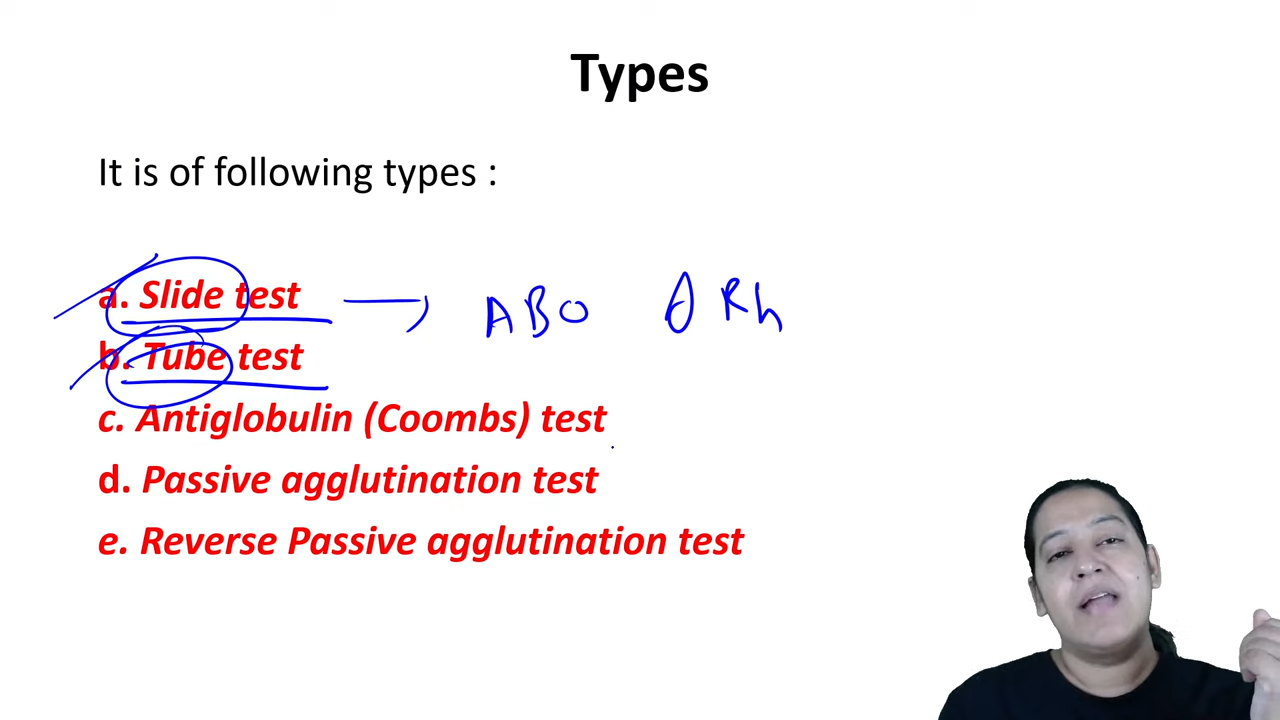 Types
It is of following types :
a. Slide test → ABO & Rh
b. Tube test
c. Antiglobulin (Coombs) test
d. Passive agglutination test
e. Reverse Passive agglutination test